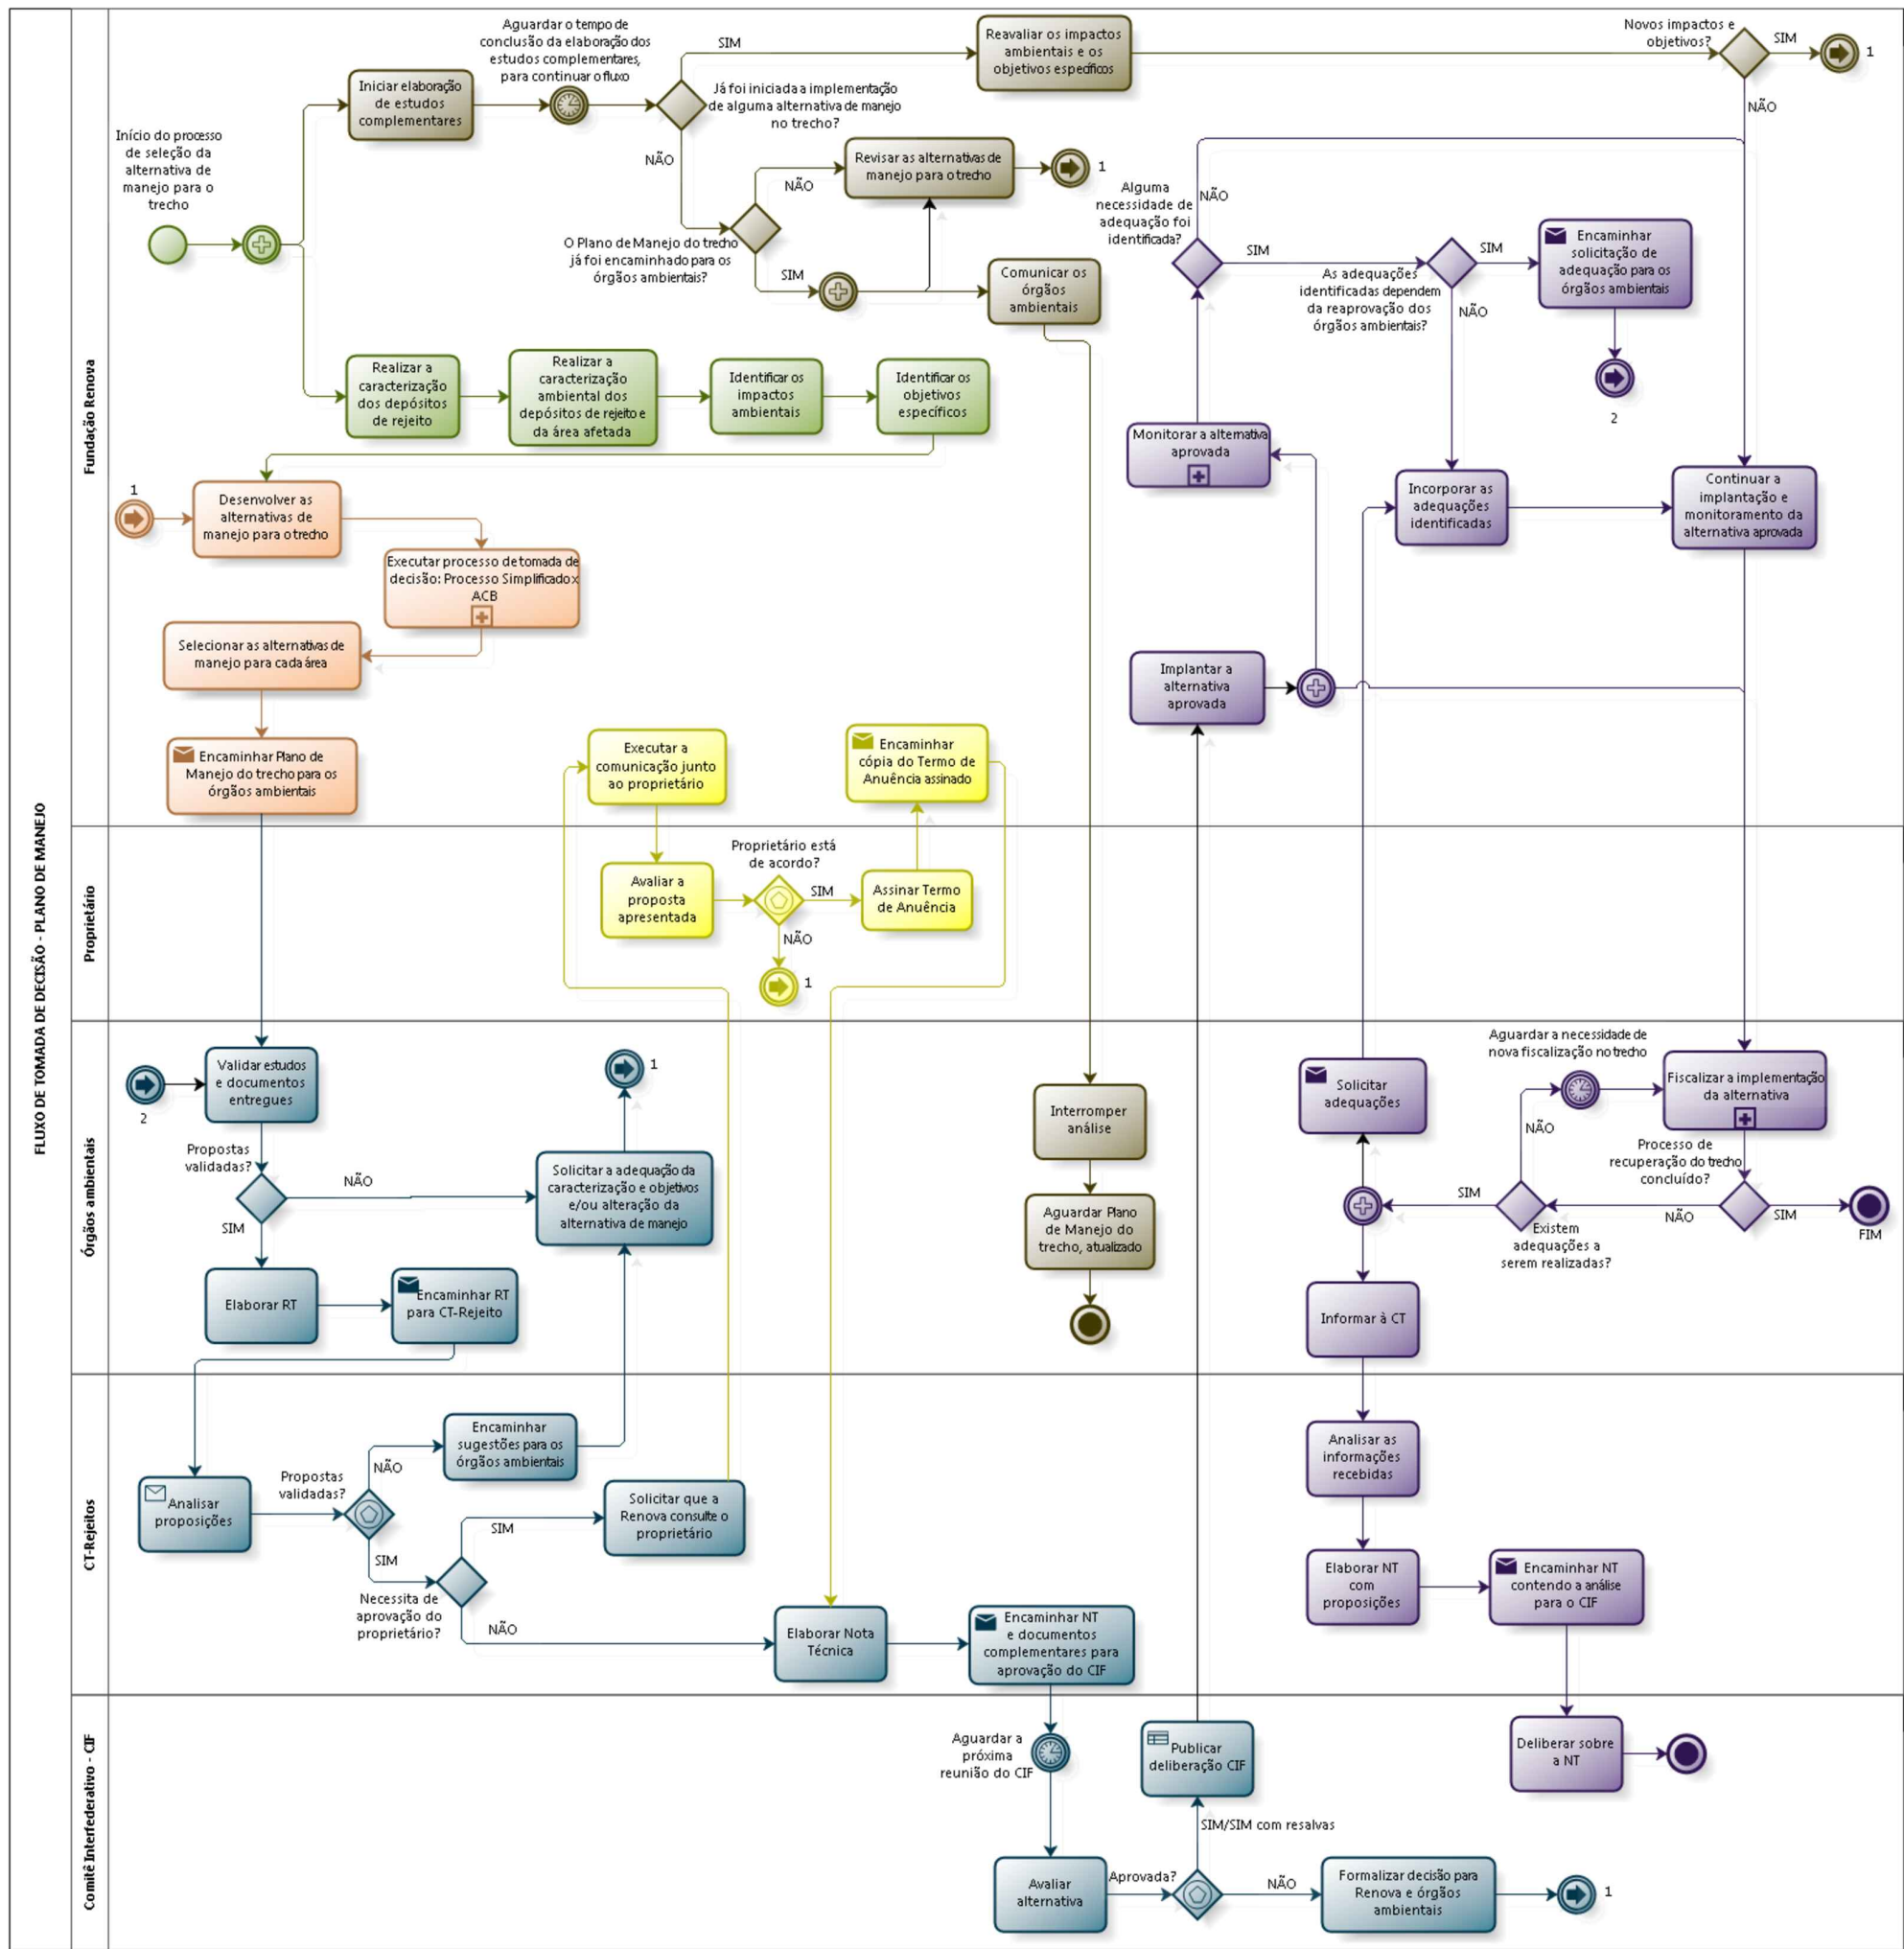 FLUXO DE TOMADA DE DECISÃO - PLANO DE MANEJO
Fundação Renova
Início do processo
de seleção da
alternativa de
manejo para o
trecho
Iniciar elaboração
de estudos
complementares
Aguardar o tempo de
conclusão da elaboração dos
estudos complementares,
para continuar o fluxo
Já foi iniciada a implementação
de alguma alternativa de manejo
no trecho?
SIM
NÃO
Reavaliar os impactos
ambientais e os
objetivos específicos
Novos impactos e
objetivos?
SIM
1
NÃO
O Plano de Manejo do trecho
já foi encaminhado para os
órgãos ambientais?
NÃO
SIM
Revisar as alternativas de
manejo para o trecho
1
Comunicar os
órgãos
ambientais
Alguma
necessidade de
adequação foi
identificada?
NÃO
SIM
As adequações
identificadas dependem
da reaprovação dos
órgãos ambientais?
SIM
NÃO
Encaminhar
solicitação de
adequação para os
órgãos ambientais
2
Realizar a
caracterização
dos depósitos
de rejeito
Realizar a
caracterização
ambiental dos
depósitos de rejeito e
da área afetada
Identificar os
impactos
ambientais
Identificar os
objetivos
específicos
Monitorar a alternativa
aprovada
Incorporar as
adequações
identificadas
Continuar a
implantação e
monitoramento da
alternativa aprovada
1
Desenvolver as
alternativas de
manejo para o trecho
Executar processo de tomada de
decisão: Processo Simplificado x
ACB
Selecionar as alternativas de
manejo para cada área
Encaminhar Plano de
Manejo do trecho para os
órgãos ambientais
Implantar a
alternativa
aprovada
Executar a
comunicação junto
ao proprietário
Encaminhar
cópia do Termo de
Anuência assinado
Proprietário
Avaliar a
proposta
apresentada
Proprietário está
de acordo?
SIM
NÃO
1
Assinar Termo
de Anuência
Órgãos ambientais
2
Validar estudos
e documentos
entregues
Propostas
validadas?
NÃO
SIM
1
Solicitar a adequação da
caracterização e objetivos
e/ou alteração da
alternativa de manejo
Elaborar RT
Encaminhar RT
para CT-Rejeito
Interromper
análise
Aguardar Plano
de Manejo do
trecho, atualizado
Solicitar
adequações
Aguardar a necessidade de
nova fiscalização no trecho
Fiscalizar a implementação
da alternativa
NÃO
Processo de
recuperação do trecho
concluído?
SIM
NÃO
SIM
FIM
Existem
adequações a
serem realizadas?
Informar à CT
CT-Rejeitos
Analisar
proposições
Propostas
validadas?
NÃO
SIM
Encaminhar
sugestões para os
órgãos ambientais
Necessita de
aprovação do
proprietário?
SIM
NÃO
Solicitar que a
Renova consulte o
proprietário
Elaborar Nota
Técnica
Encaminhar NT
e documentos
complementares para
aprovação do CIF
Analisar as
informações
recebidas
Elaborar NT
com
proposições
Encaminhar NT
contendo a análise
para o CIF
Comitê Interfederativo - CIF
Aguardar a
próxima
reunião do CIF
Publicar
deliberação CIF
Deliberar sobre
a NT
SIM/SIM com resalvas
Avaliar
alternativa
Aprovada?
NÃO
Formalizar decisão para
Renova e órgãos
ambientais
1